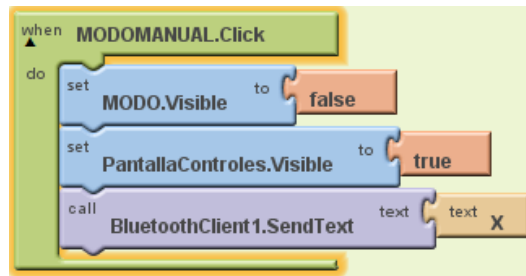 when MODOMANUAL.Click
do
set MODO.Visible to false
set PantallaControles.Visible to true
call BluetoothClient1.SendText text text X